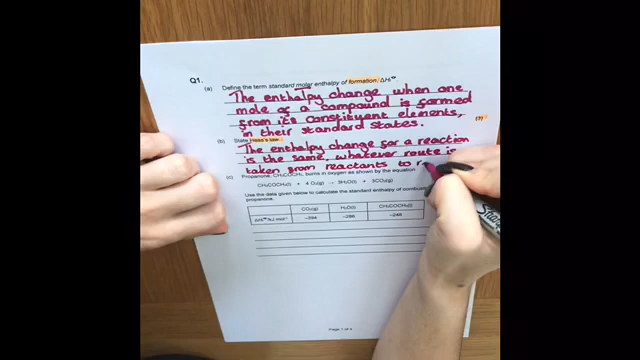 Q1.
(a) Define the term standard molar enthalpy of formation, ΔHf⊖
The enthalpy change when one
mole of a compound is formed
from it's constituent elements,
in their standard states.
(3)
(b) State Hess's law.
The enthalpy change for a reaction
is the same, whatever route is
taken from reactants to
(c) Propanone, CH3COCH3, burns in oxygen as shown by the equation
CH3COCH3(l) + 4 O2(g) → 3H2O(l) + 3CO2(g)
Use the data given below to calculate the standard enthalpy of combustion
CO2(g) H2O(l) CH3COCH3(l)
ΔHf⊖/kJ mol⁻¹ −394 −286 −248
Page 1 of 4